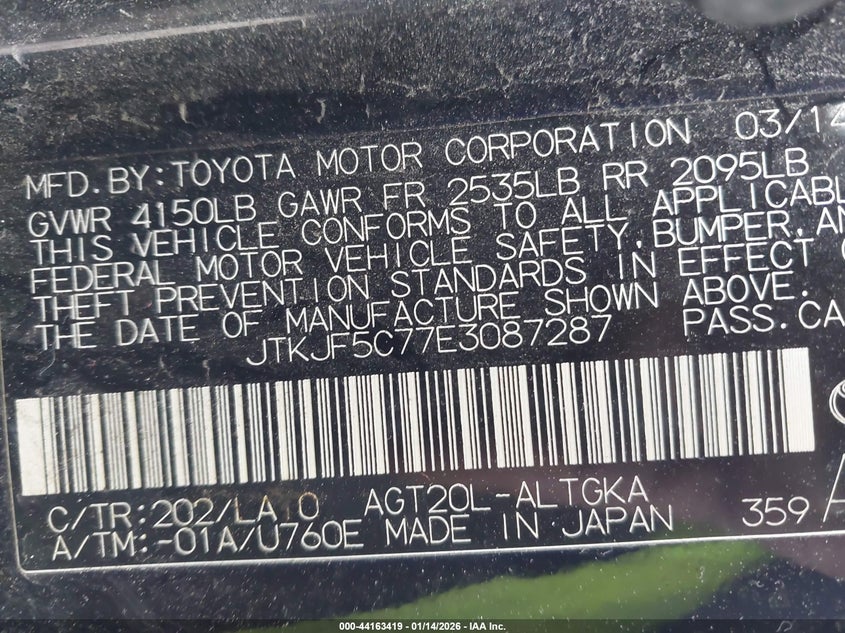 MFD. BY: TOYOTA MOTOR CORPORATION 03/14
GVWR 4150LB GAWR FR 2535LB RR 2095LB
THIS VEHICLE CONFORMS TO ALL APPLICABL
FEDERAL MOTOR VEHICLE SAFETY, BUMPER, AN
THEFT PREVENTION STANDARDS IN EFFECT
THE DATE OF MANUFACTURE SHOWN ABOVE.
JTKJF5C77E3087287 PASS. CA
C/TR: 202/LA10 AGT20L-ALTGKA
A/TM: -01A/U760E MADE IN JAPAN 359
000-44163419 - 01/14/2026 - IAA Inc.